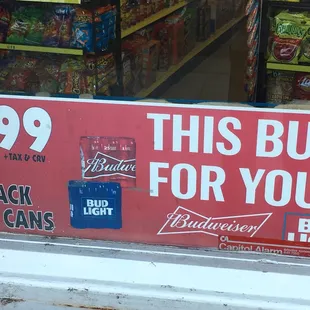 99
+TAX & CRV
THIS BU
Budweiser
FOR YOU
BUD
LIGHT
ACK
CANS
Budweiser
Capitol Alarm